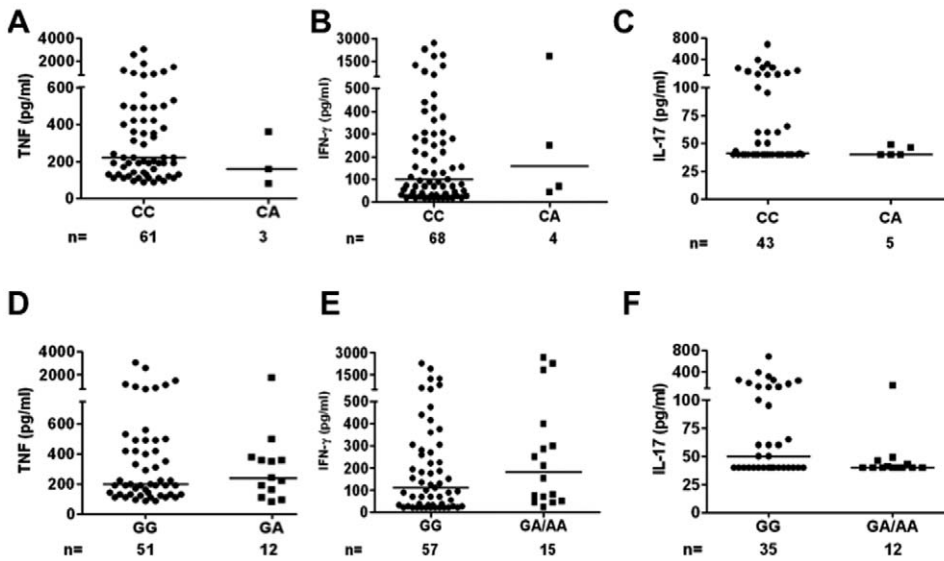 A
TNF (pg/ml)
4000
2000
600
400
200
0
CC
CA
n=
61
3
B
IFN-γ (pg/ml)
3000
1500
500
400
300
200
100
0
CC
CA
n=
68
4
C
IL-17 (pg/ml)
800
400
100
75
50
25
0
CC
CA
n=
43
5
D
TNF (pg/ml)
4000
2000
600
400
200
0
GG
GA
n=
51
12
E
IFN-γ (pg/ml)
3000
1500
500
400
300
200
100
0
GG
GA/AA
n=
57
15
F
IL-17 (pg/ml)
800
400
100
75
50
25
0
GG
GA/AA
n=
35
12